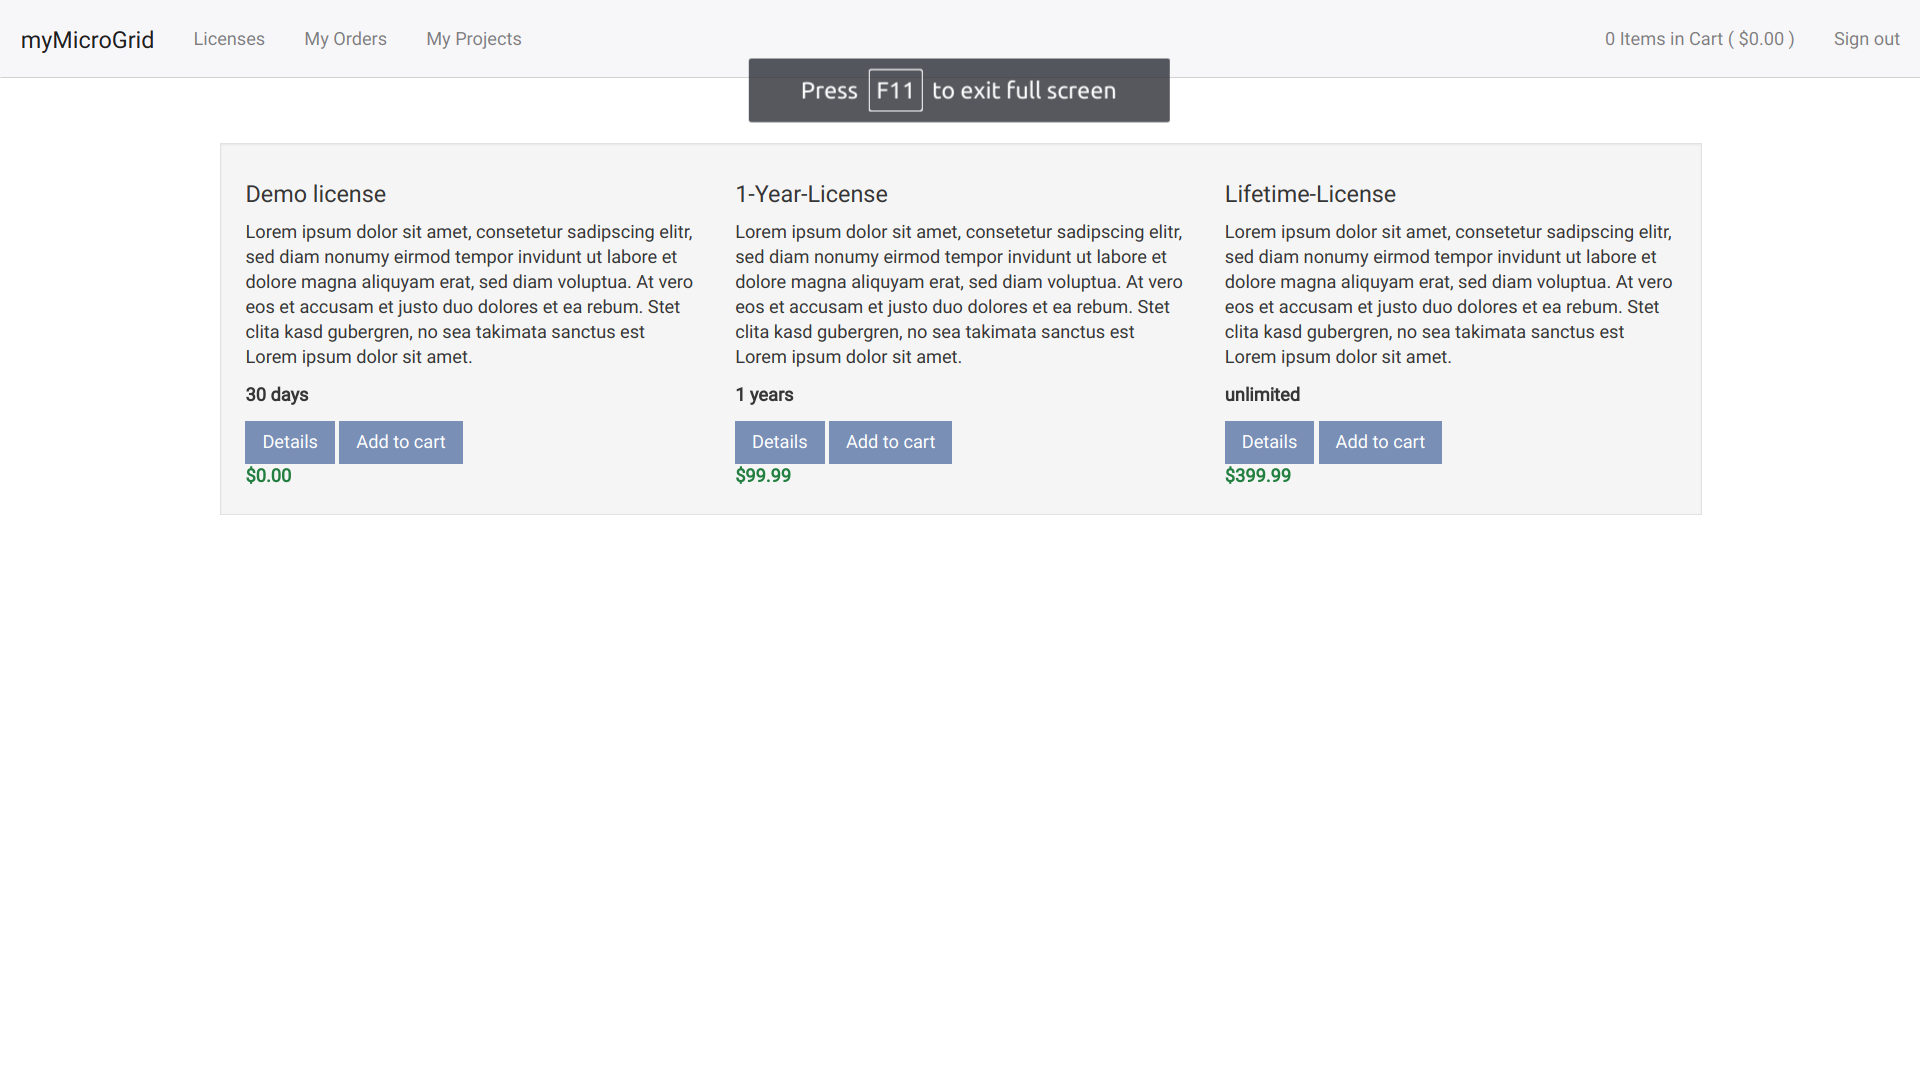 myMicroGrid Licenses My Orders My Projects 0 Items in Cart ( $0.00 ) Sign out
Press F11 to exit full screen
Demo license
Lorem ipsum dolor sit amet, consetetur sadipscing elitr,
sed diam nonumy eirmod tempor invidunt ut labore et
dolore magna aliquyam erat, sed diam voluptua. At vero
eos et accusam et justo duo dolores et ea rebum. Stet
clita kasd gubergren, no sea takimata sanctus est
Lorem ipsum dolor sit amet.
30 days
Details Add to cart
$0.00
1-Year-License
Lorem ipsum dolor sit amet, consetetur sadipscing elitr,
sed diam nonumy eirmod tempor invidunt ut labore et
dolore magna aliquyam erat, sed diam voluptua. At vero
eos et accusam et justo duo dolores et ea rebum. Stet
clita kasd gubergren, no sea takimata sanctus est
Lorem ipsum dolor sit amet.
1 years
Details Add to cart
$99.99
Lifetime-License
Lorem ipsum dolor sit amet, consetetur sadipscing elitr,
sed diam nonumy eirmod tempor invidunt ut labore et
dolore magna aliquyam erat, sed diam voluptua. At vero
eos et accusam et justo duo dolores et ea rebum. Stet
clita kasd gubergren, no sea takimata sanctus est
Lorem ipsum dolor sit amet.
unlimited
Details Add to cart
$399.99